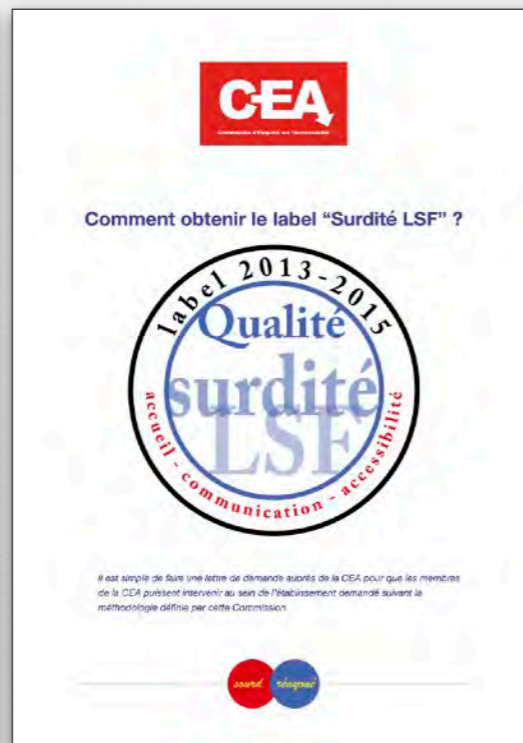 CEA
Comment obtenir le label “Surdité LSF” ?
label 2013-2015
Qualité
surdité
LSF
accueil - communication - accessibilité
Il est simple de faire une lettre de demande auprès de la CEA pour que les membres
de la CEA puissent intervenir au sein de l'établissement demandé suivant la
méthodologie définie par cette Commission
sourd